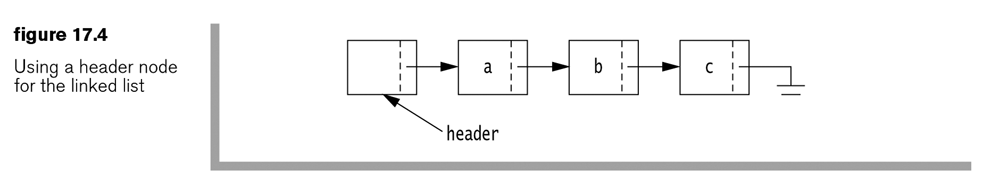 figure 17.4
Using a header node
for the linked list
a
b
c
header